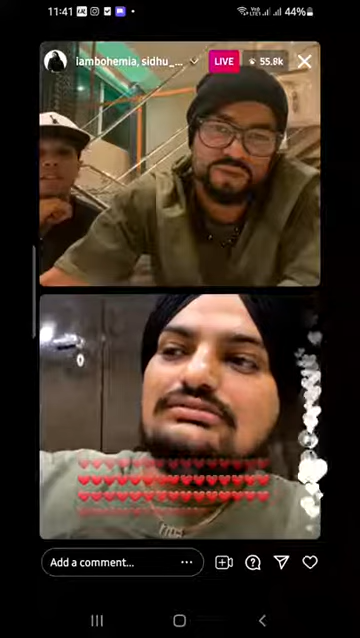 11:41
44%
iambohemia, sidhu_...
LIVE
55.8k
Add a comment...